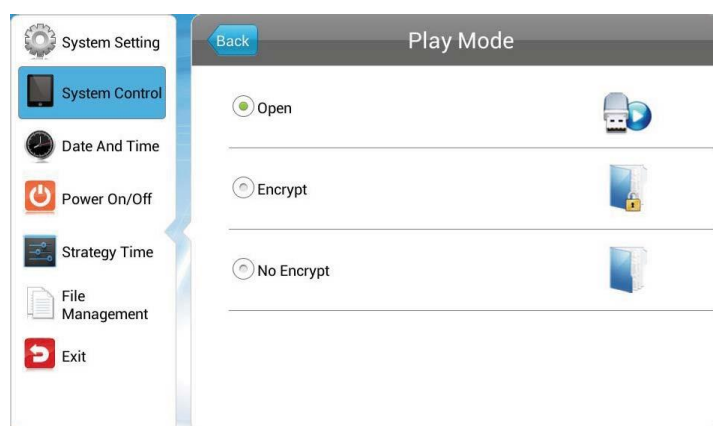 System Setting
System Control
Date And Time
Power On/Off
Strategy Time
File
Management
Exit
Back
Play Mode
Open
Encrypt
No Encrypt